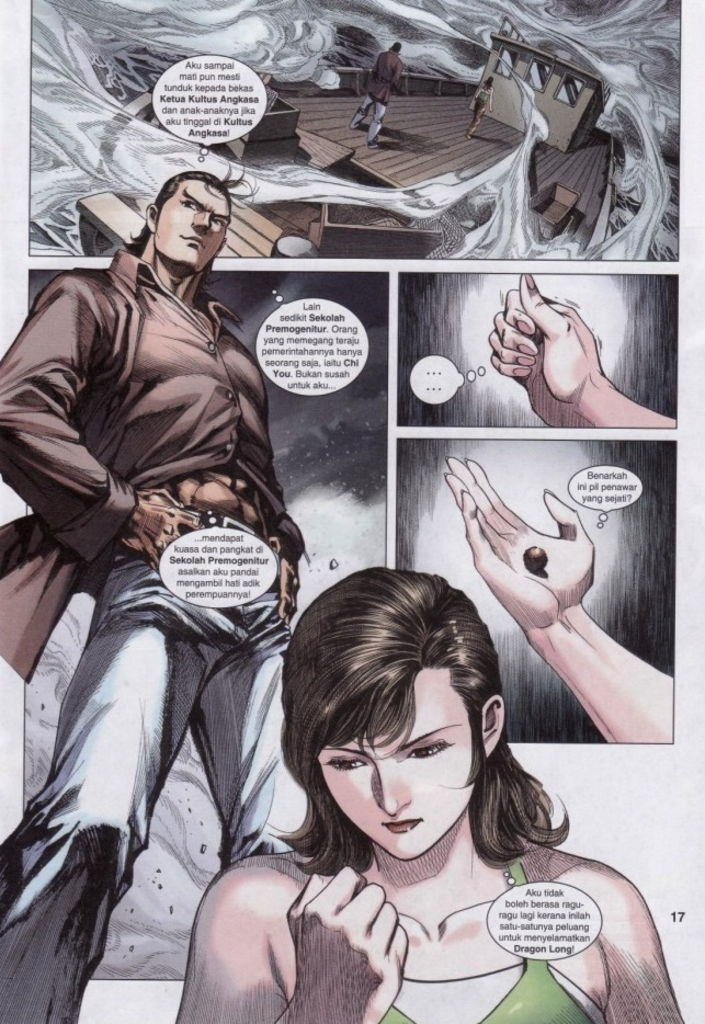 Aku sampai
mati pun mesti
tunduk kepada bekas
Ketua Kultus Angkasa
dan anak-anaknya jika
aku tinggal di Kultus
Angkasa!
Lain
sedikit Sekolah
Premogenitur. Orang
yang memegang teraju
pemerintahannya hanya
seorang saja, iaitu Chi
You. Bukan susah
untuk aku...
...mendapat
kuasa dan pangkat di
Sekolah Premogenitur
asalkan aku pandai
mengambil hati adik
perempuannya!
...
...
Benarkah
ini pil penawar
yang sejati?
Aku tidak
boleh berasa ragu-
ragu lagi kerana inilah
satu-satunya peluang
untuk menyelamatkan
Dragon Long!
17